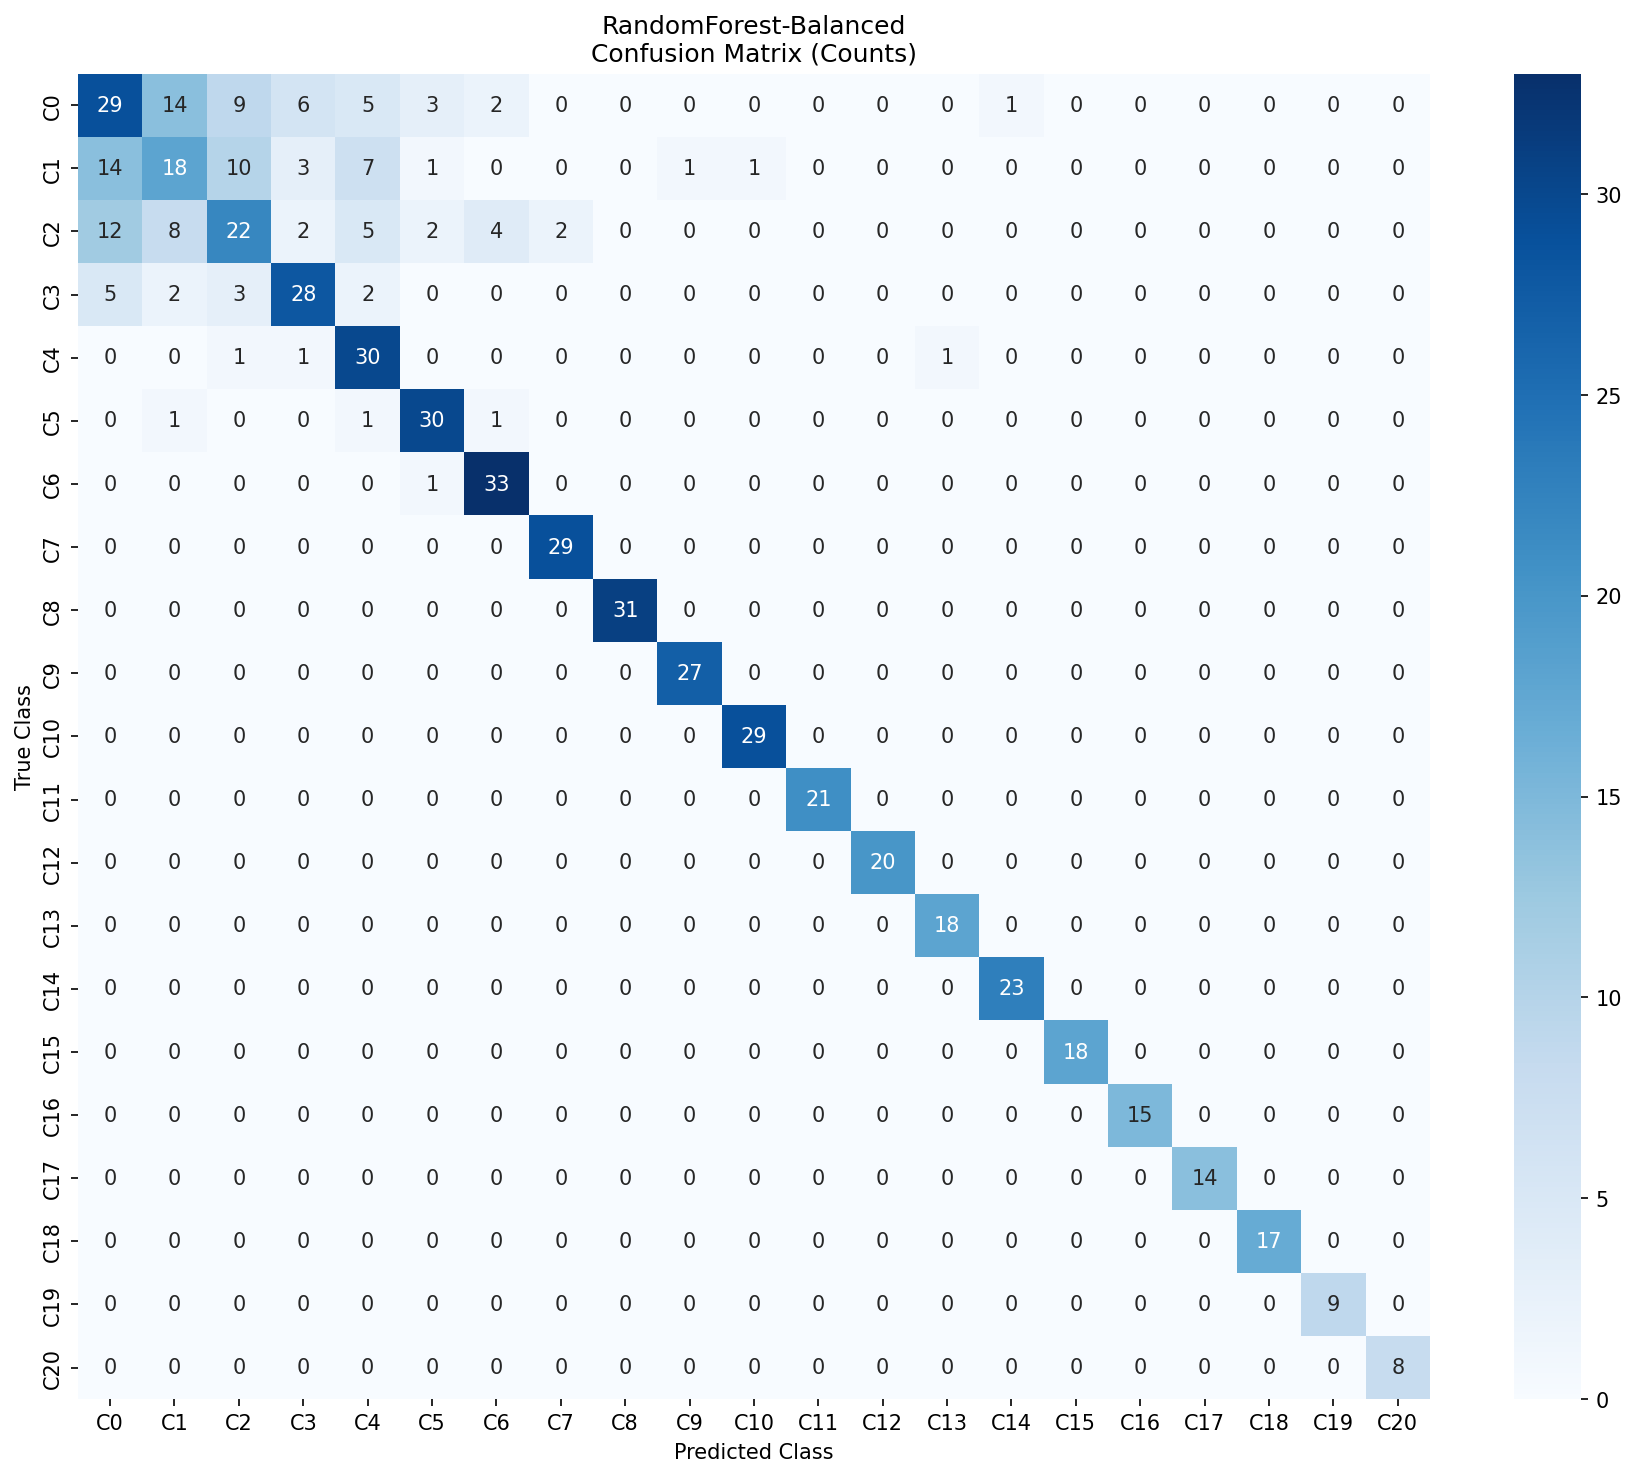 RandomForest-Balanced
Confusion Matrix (Counts)
C0 29 14 9 6 5 3 2 0 0 0 0 0 0 0 1 0 0 0 0 0 0
C1 14 18 10 3 7 1 0 0 0 1 1 0 0 0 0 0 0 0 0 0 0
C2 12 8 22 2 5 2 4 2 0 0 0 0 0 0 0 0 0 0 0 0 0
C3 5 2 3 28 2 0 0 0 0 0 0 0 0 0 0 0 0 0 0 0 0
C4 0 0 1 1 30 0 0 0 0 0 0 0 0 1 0 0 0 0 0 0 0
C5 0 1 0 0 1 30 1 0 0 0 0 0 0 0 0 0 0 0 0 0 0
C6 0 0 0 0 0 1 33 0 0 0 0 0 0 0 0 0 0 0 0 0 0
C7 0 0 0 0 0 0 0 29 0 0 0 0 0 0 0 0 0 0 0 0 0
C8 0 0 0 0 0 0 0 0 31 0 0 0 0 0 0 0 0 0 0 0 0
C9 0 0 0 0 0 0 0 0 0 27 0 0 0 0 0 0 0 0 0 0 0
C10 0 0 0 0 0 0 0 0 0 0 29 0 0 0 0 0 0 0 0 0 0
C11 0 0 0 0 0 0 0 0 0 0 0 21 0 0 0 0 0 0 0 0 0
C12 0 0 0 0 0 0 0 0 0 0 0 0 20 0 0 0 0 0 0 0 0
C13 0 0 0 0 0 0 0 0 0 0 0 0 0 18 0 0 0 0 0 0 0
C14 0 0 0 0 0 0 0 0 0 0 0 0 0 0 23 0 0 0 0 0 0
C15 0 0 0 0 0 0 0 0 0 0 0 0 0 0 0 18 0 0 0 0 0
C16 0 0 0 0 0 0 0 0 0 0 0 0 0 0 0 0 15 0 0 0 0
C17 0 0 0 0 0 0 0 0 0 0 0 0 0 0 0 0 0 14 0 0 0
C18 0 0 0 0 0 0 0 0 0 0 0 0 0 0 0 0 0 0 17 0 0
C19 0 0 0 0 0 0 0 0 0 0 0 0 0 0 0 0 0 0 0 9 0
C20 0 0 0 0 0 0 0 0 0 0 0 0 0 0 0 0 0 0 0 0 8
C0 C1 C2 C3 C4 C5 C6 C7 C8 C9 C10 C11 C12 C13 C14 C15 C16 C17 C18 C19 C20
Predicted Class
True Class
30
25
20
15
10
5
0